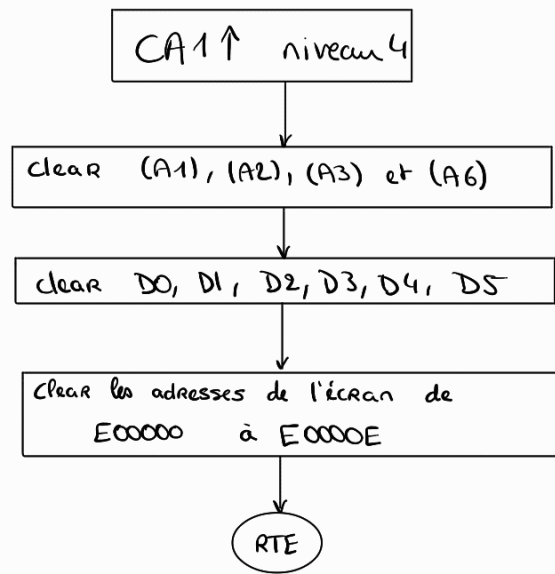 CA1↑ niveau 4
clear (A1), (A2), (A3) et (A6)
clear D0, D1, D2, D3, D4, D5
Clear les adresses de l'écran de
E00000 à E0000E
RTE